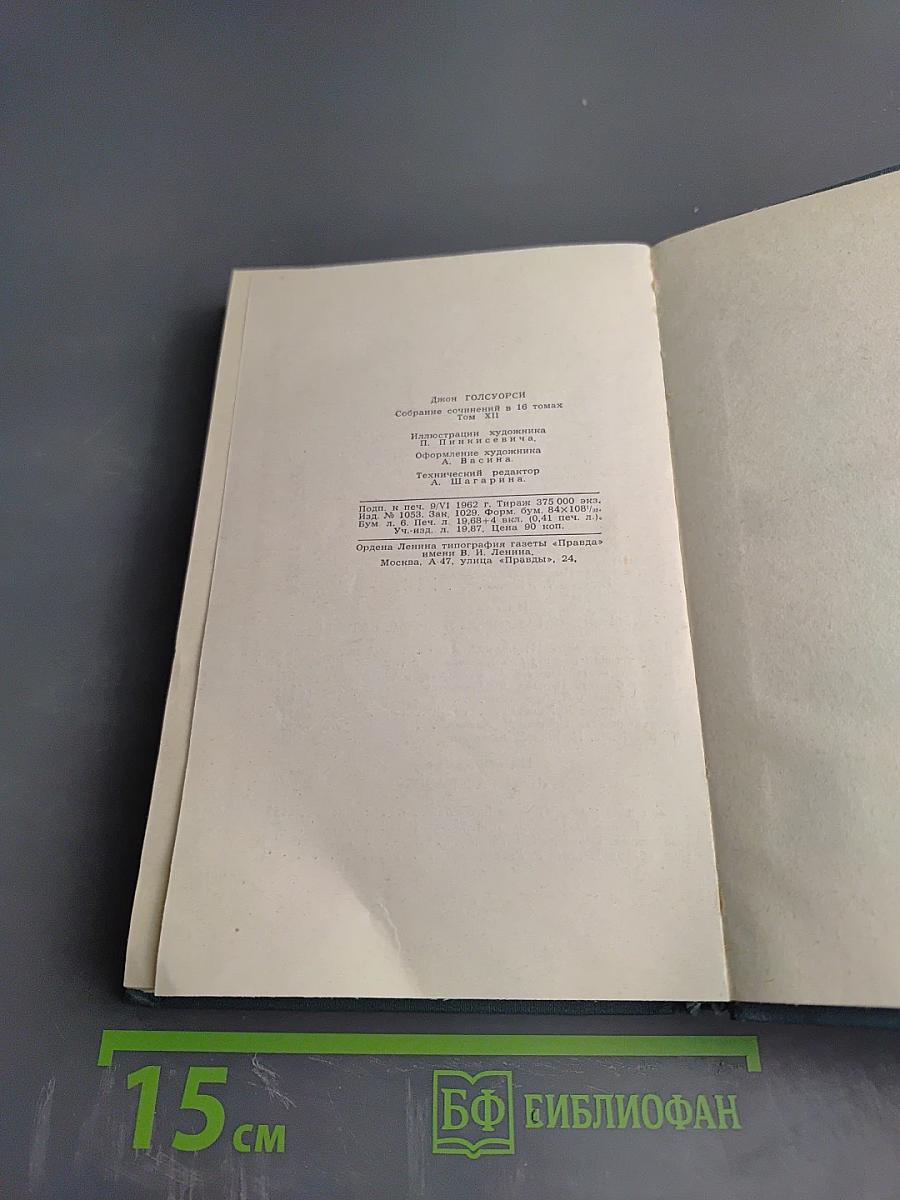 Джон ГОЛСУОРСИ
Собрание сочинений в 16 томах
Том XII
Иллюстрации художника
П. Пинкисевича.
Оформление художника
А. Васина.
Технический редактор
А. Шагарина.
Подп. к печ. 9/VI 1962 г. Тираж 375 000 экз.
Изд. № 1053. Зак. 1029. Форм. бум. 84×108¹/₃₂.
Бум л. 6. Печ. л. 19,68+4 вкл. (0,41 печ. л.).
Уч.-изд. л. 19,87. Цена 90 коп.
Ордена Ленина типография газеты «Правда»
имени В. И. Ленина.
Москва, А-47, улица «Правды», 24.
15 см
БФ БИБЛИОФАН